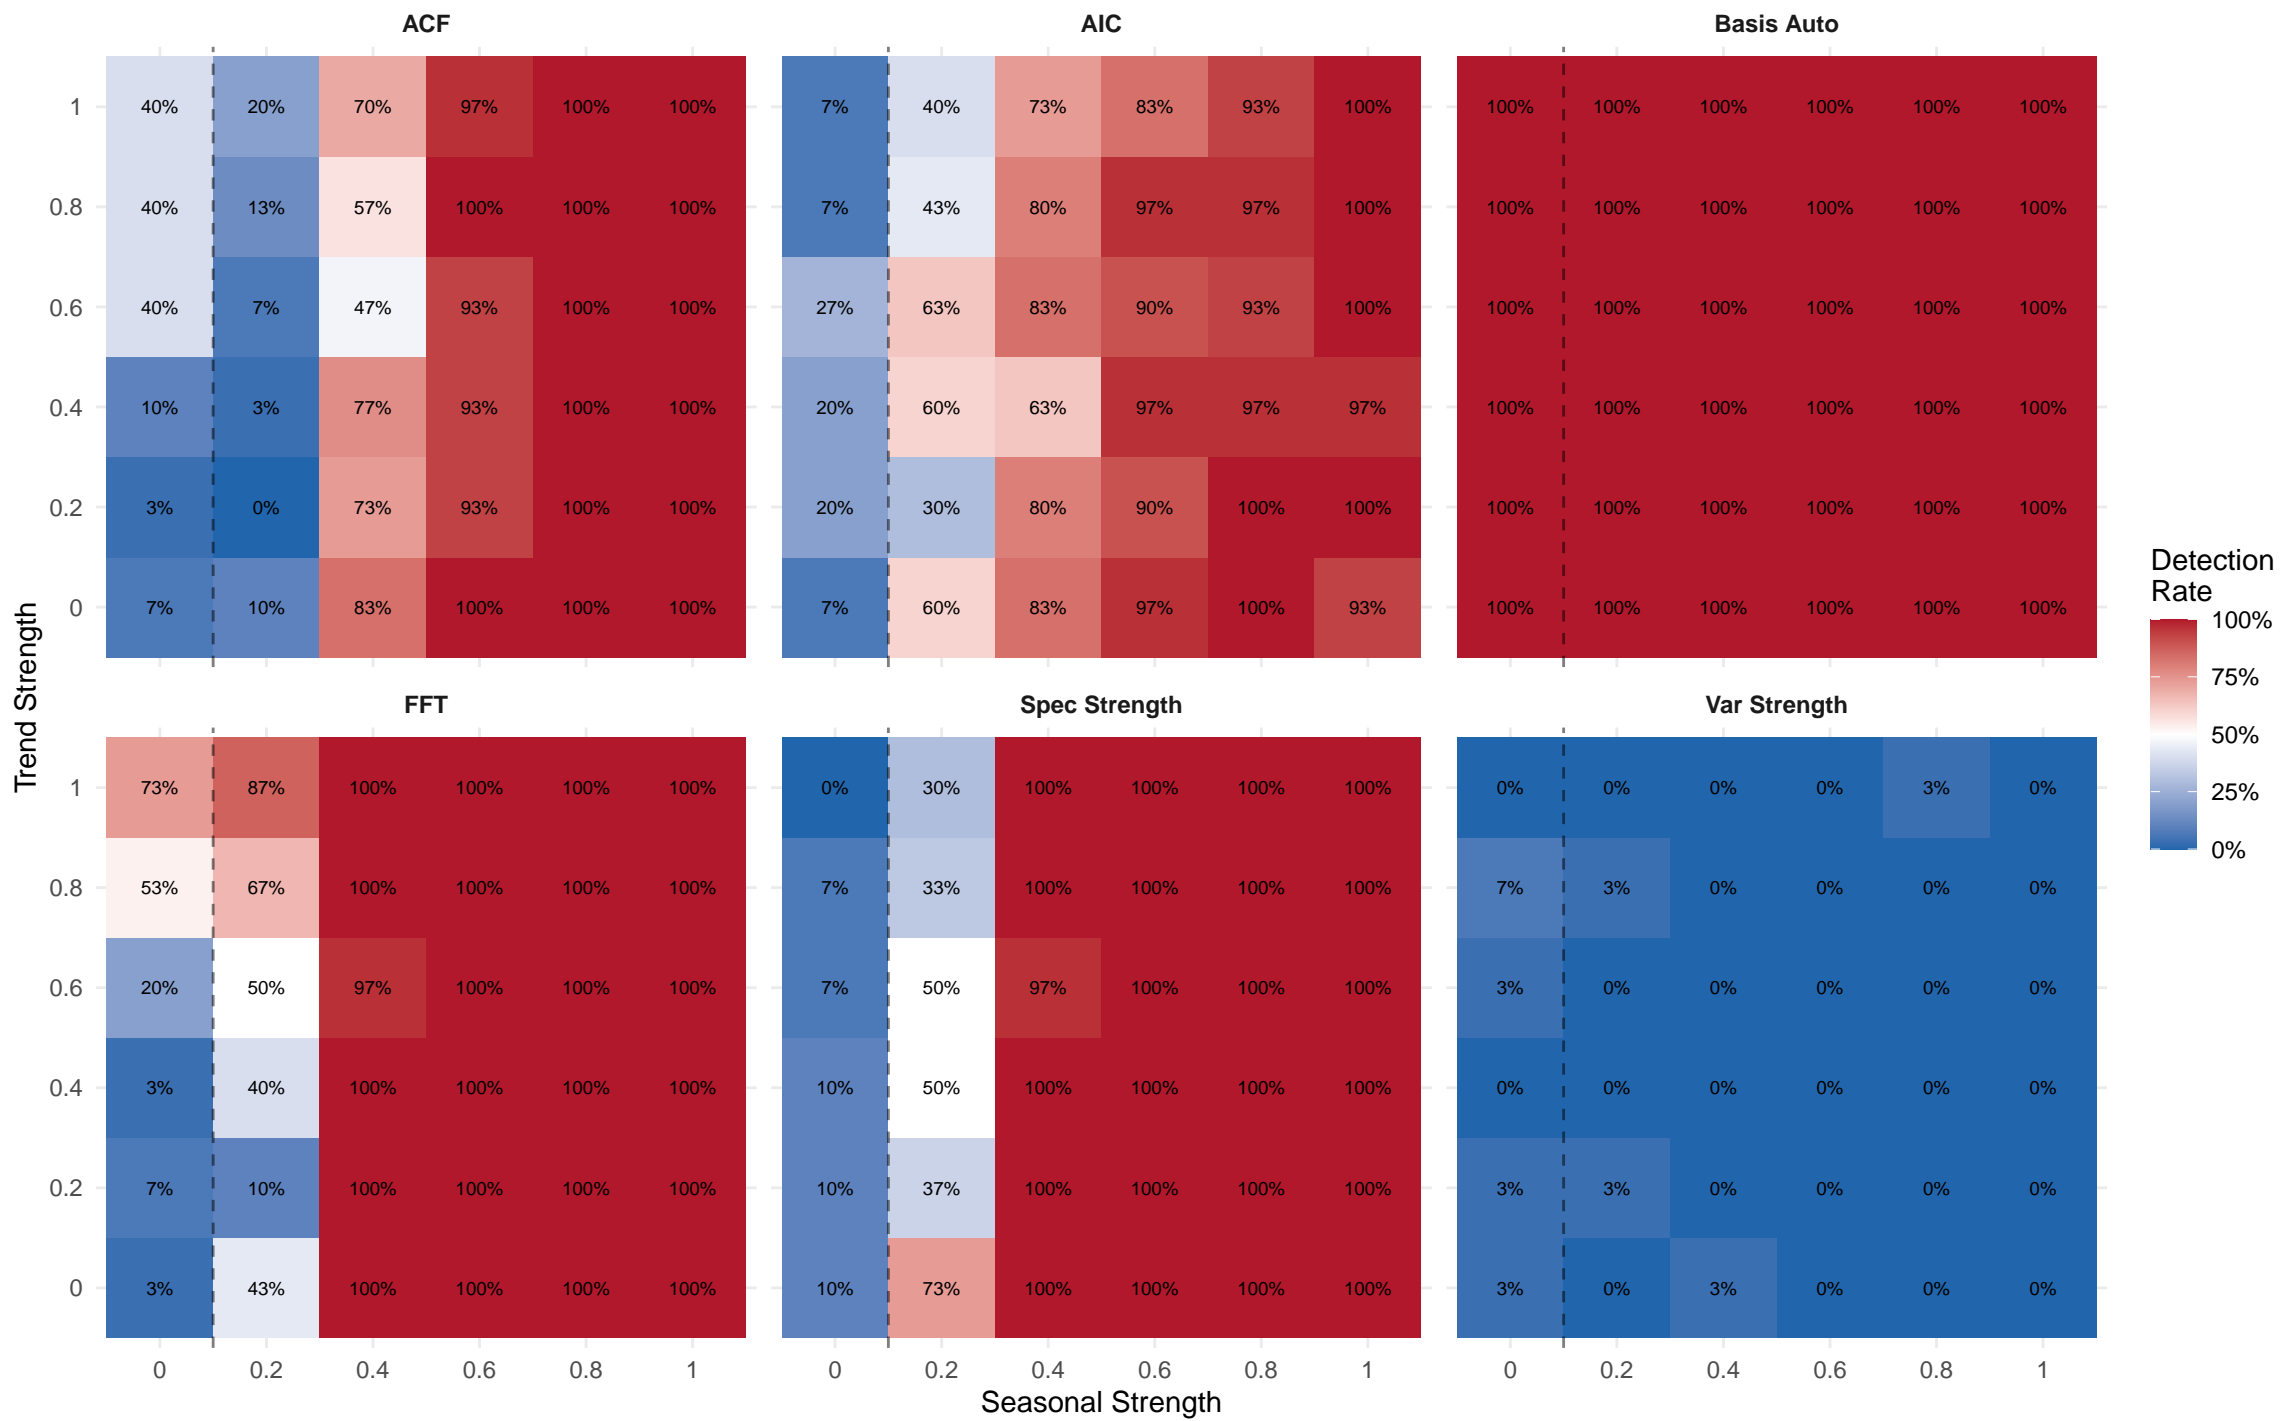 ACF AIC Basis Auto
1 40% 20% 70% 97% 100% 100% 7% 40% 73% 83% 93% 100% 100% 100% 100% 100% 100% 100%
0.8 40% 13% 57% 100% 100% 100% 7% 43% 80% 97% 97% 100% 100% 100% 100% 100% 100% 100%
0.6 40% 7% 47% 93% 100% 100% 27% 63% 83% 90% 93% 100% 100% 100% 100% 100% 100% 100%
0.4 10% 3% 77% 93% 100% 100% 20% 60% 63% 97% 97% 97% 100% 100% 100% 100% 100% 100%
0.2 3% 0% 73% 93% 100% 100% 20% 30% 80% 90% 100% 100% 100% 100% 100% 100% 100% 100%
0 7% 10% 83% 100% 100% 100% 7% 60% 83% 97% 100% 93% 100% 100% 100% 100% 100% 100%
Trend Strength
FFT Spec Strength Var Strength
1 73% 87% 100% 100% 100% 100% 0% 30% 100% 100% 100% 100% 0% 0% 0% 0% 3% 0%
0.8 53% 67% 100% 100% 100% 100% 7% 33% 100% 100% 100% 100% 7% 3% 0% 0% 0% 0%
0.6 20% 50% 97% 100% 100% 100% 7% 50% 97% 100% 100% 100% 3% 0% 0% 0% 0% 0%
0.4 3% 40% 100% 100% 100% 100% 10% 50% 100% 100% 100% 100% 0% 0% 0% 0% 0% 0%
0.2 7% 10% 100% 100% 100% 100% 10% 37% 100% 100% 100% 100% 3% 3% 0% 0% 0% 0%
0 3% 43% 100% 100% 100% 100% 10% 73% 100% 100% 100% 100% 3% 0% 3% 0% 0% 0%
0 0.2 0.4 0.6 0.8 1 0 0.2 0.4 0.6 0.8 1 0 0.2 0.4 0.6 0.8 1
Seasonal Strength
Detection
Rate
100%
75%
50%
25%
0%